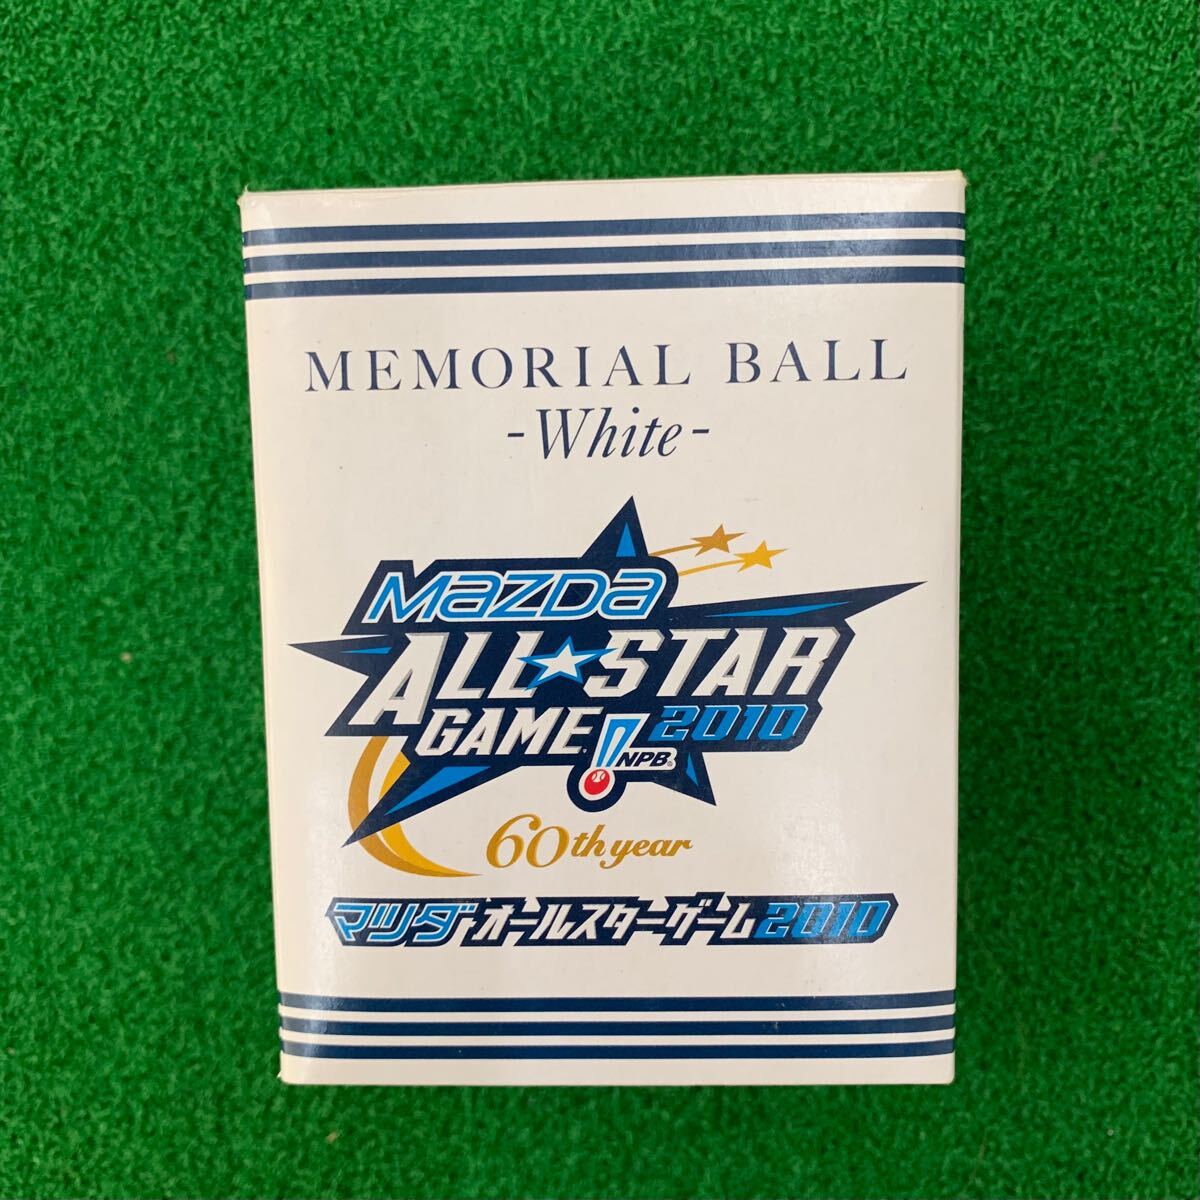 MEMORIAL BALL
-White-
mazda
ALL★STAR
GAME 2010
NPB
60th year
マツダオールスターゲーム2010